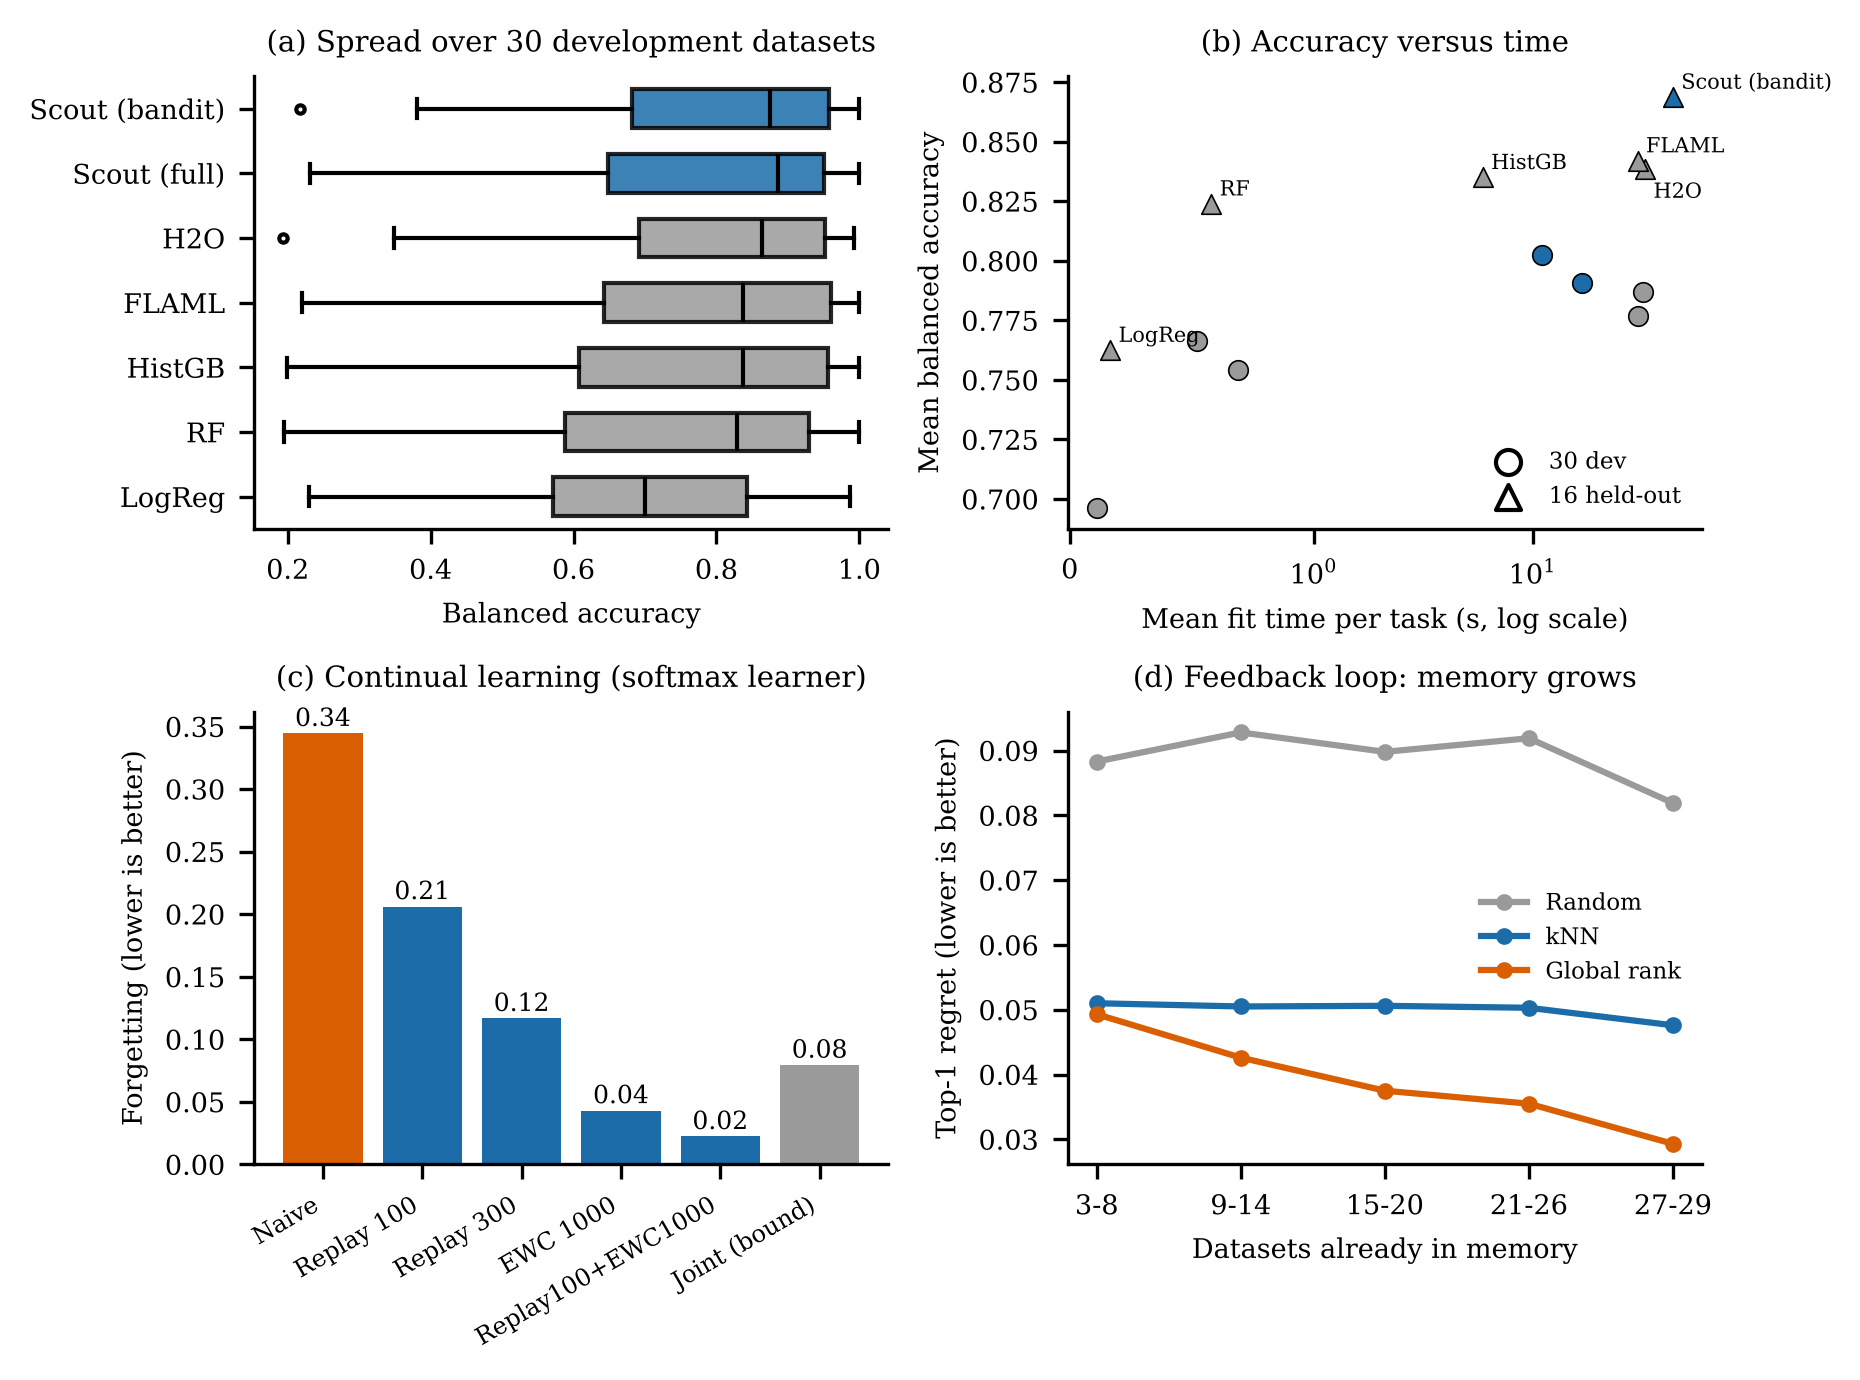 (a) Spread over 30 development datasets
Scout (bandit)
Scout (full)
H2O
FLAML
HistGB
RF
LogReg
0.2 0.4 0.6 0.8 1.0
Balanced accuracy
(b) Accuracy versus time
Mean balanced accuracy
0.875
0.850
0.825
0.800
0.775
0.750
0.725
0.700
Scout (bandit)
FLAML
HistGB
H2O
RF
LogReg
30 dev
16 held-out
0 10⁰ 10¹
Mean fit time per task (s, log scale)
(c) Continual learning (softmax learner)
Forgetting (lower is better)
0.35
0.30
0.25
0.20
0.15
0.10
0.05
0.00
0.34
0.21
0.12
0.04
0.02
0.08
Naive
Replay 100
Replay 300
EWC 1000
Replay100+EWC1000
Joint (bound)
(d) Feedback loop: memory grows
Top-1 regret (lower is better)
0.09
0.08
0.07
0.06
0.05
0.04
0.03
Random
kNN
Global rank
3-8 9-14 15-20 21-26 27-29
Datasets already in memory